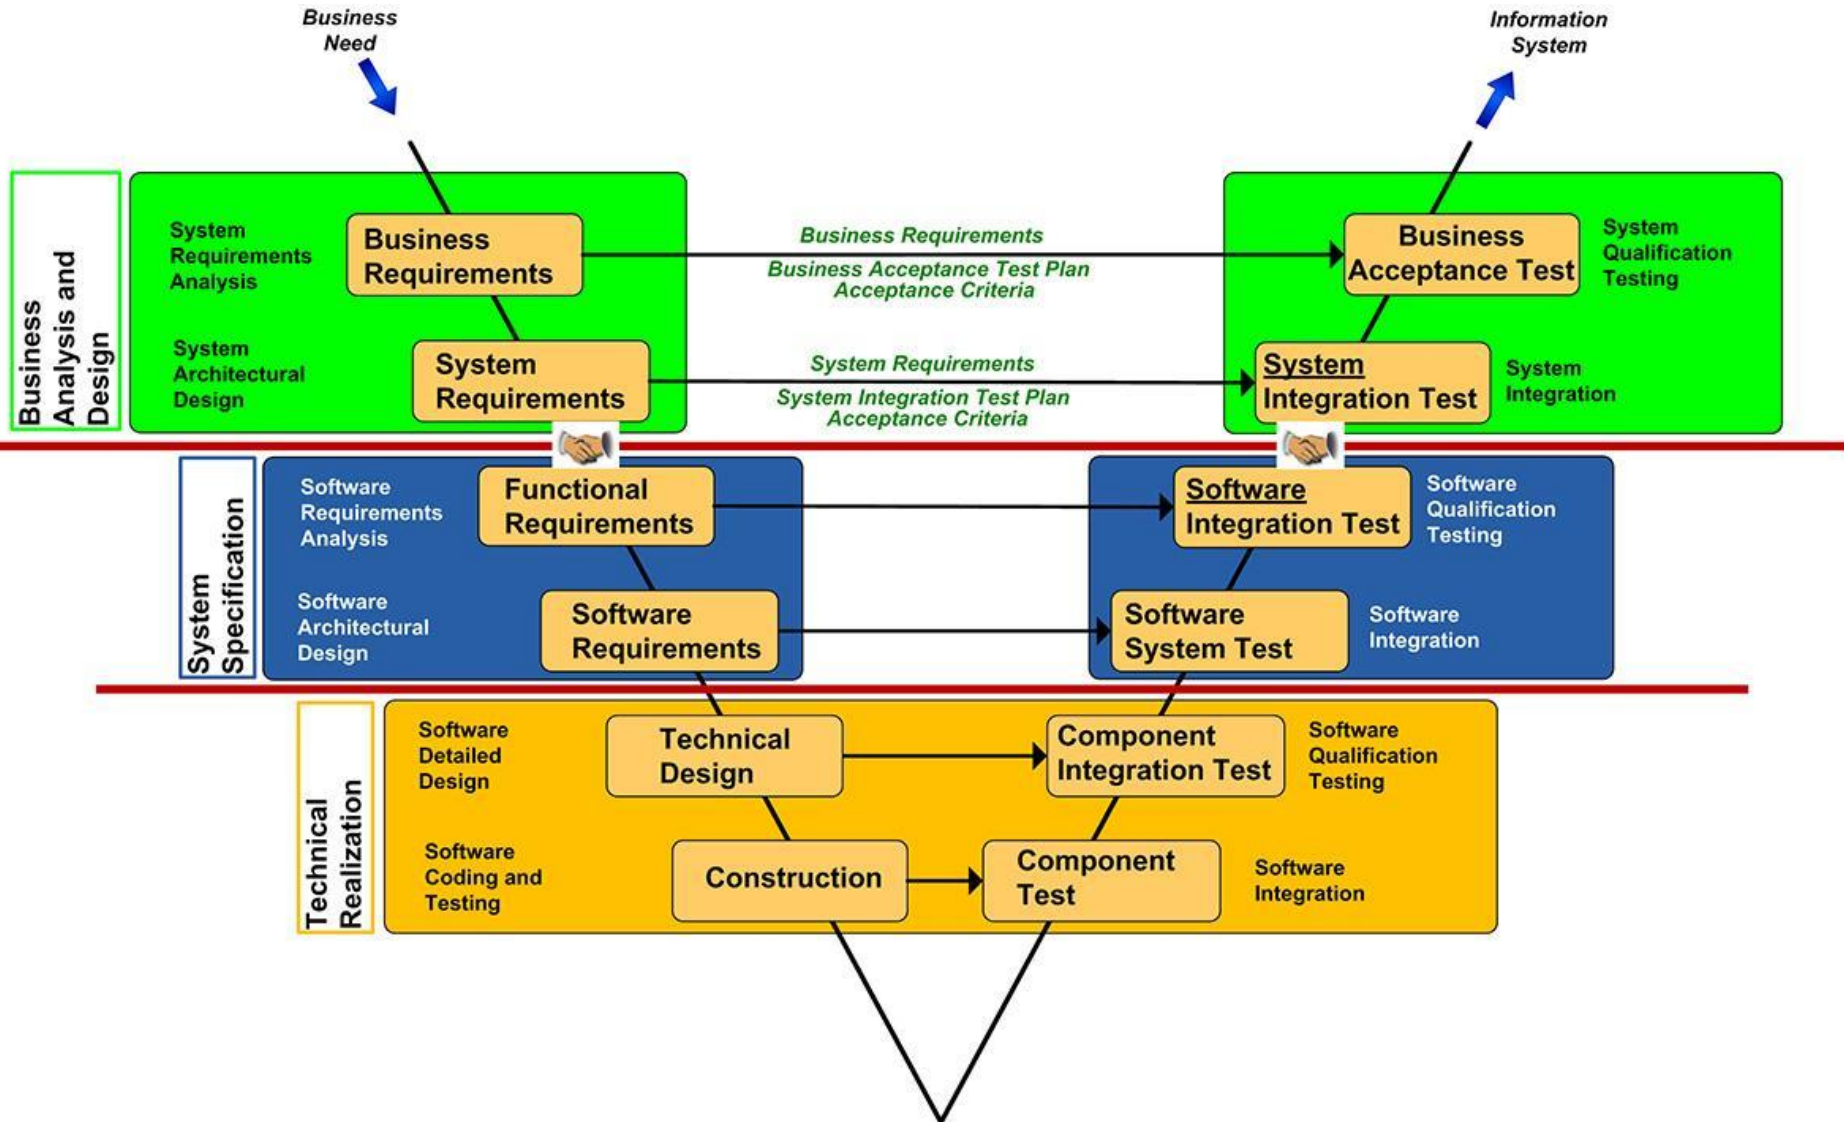 Business
Need
Information
System
Business
Analysis and
Design
System
Requirements
Analysis
Business
Requirements
Business Requirements
Business Acceptance Test Plan
Acceptance Criteria
Business
Acceptance Test
System
Qualification
Testing
System
Architectural
Design
System
Requirements
System Requirements
System Integration Test Plan
Acceptance Criteria
System
Integration Test
System
Integration
System
Specification
Software
Requirements
Analysis
Functional
Requirements
Software
Integration Test
Software
Qualification
Testing
Software
Architectural
Design
Software
Requirements
Software
System Test
Software
Integration
Technical
Realization
Software
Detailed
Design
Technical
Design
Component
Integration Test
Software
Qualification
Testing
Software
Coding and
Testing
Construction
Component
Test
Software
Integration